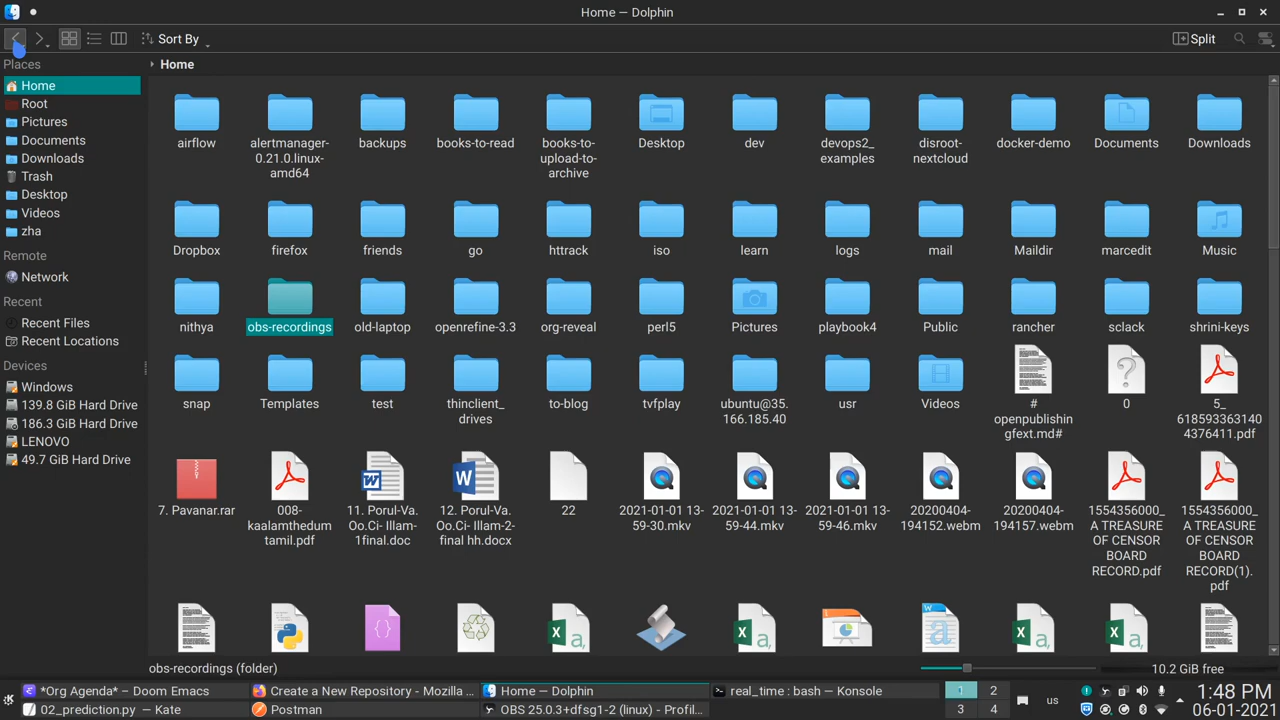 Home — Dolphin
Sort By
Split
Places
Home
Home
Root
Pictures
Documents
Downloads
Trash
Desktop
Videos
zha
Remote
Network
Recent
Recent Files
Recent Locations
Devices
Windows
139.8 GiB Hard Drive
186.3 GiB Hard Drive
LENOVO
49.7 GiB Hard Drive
airflow
alertmanager-
0.21.0.linux-
amd64
backups
books-to-read
books-to-
upload-to-
archive
Desktop
dev
devops2_
examples
disroot-
nextcloud
docker-demo
Documents
Downloads
Dropbox
firefox
friends
go
httrack
iso
learn
logs
mail
Maildir
marcedit
Music
nithya
obs-recordings
old-laptop
openrefine-3.3
org-reveal
perl5
Pictures
playbook4
Public
rancher
sclack
shrini-keys
snap
Templates
test
thinclient_
drives
to-blog
tvfplay
ubuntu@35.
166.185.40
usr
Videos
#
openpublishin
gfext.md#
0
5_
618593363140
4376411.pdf
7. Pavanar.rar
008-
kaalamthedum
tamil.pdf
11. Porul-Va.
Oo.Ci- Illam-
1final.doc
12. Porul-Va.
Oo.Ci- Illam-2-
final hh.docx
22
2021-01-01 13-
59-30.mkv
2021-01-01 13-
59-44.mkv
2021-01-01 13-
59-46.mkv
20200404-
194152.webm
20200404-
194157.webm
1554356000_
A TREASURE
OF CENSOR
BOARD
RECORD.pdf
1554356000_
A TREASURE
OF CENSOR
BOARD
RECORD(1).
pdf
obs-recordings (folder)
10.2 GiB free
*Org Agenda* – Doom Emacs
Create a New Repository - Mozilla ...
Home — Dolphin
real_time : bash — Konsole
02_prediction.py — Kate
Postman
OBS 25.0.3+dfsg1-2 (linux) - Profil...
1
2
3
4
us
1:48 PM
06-01-2021